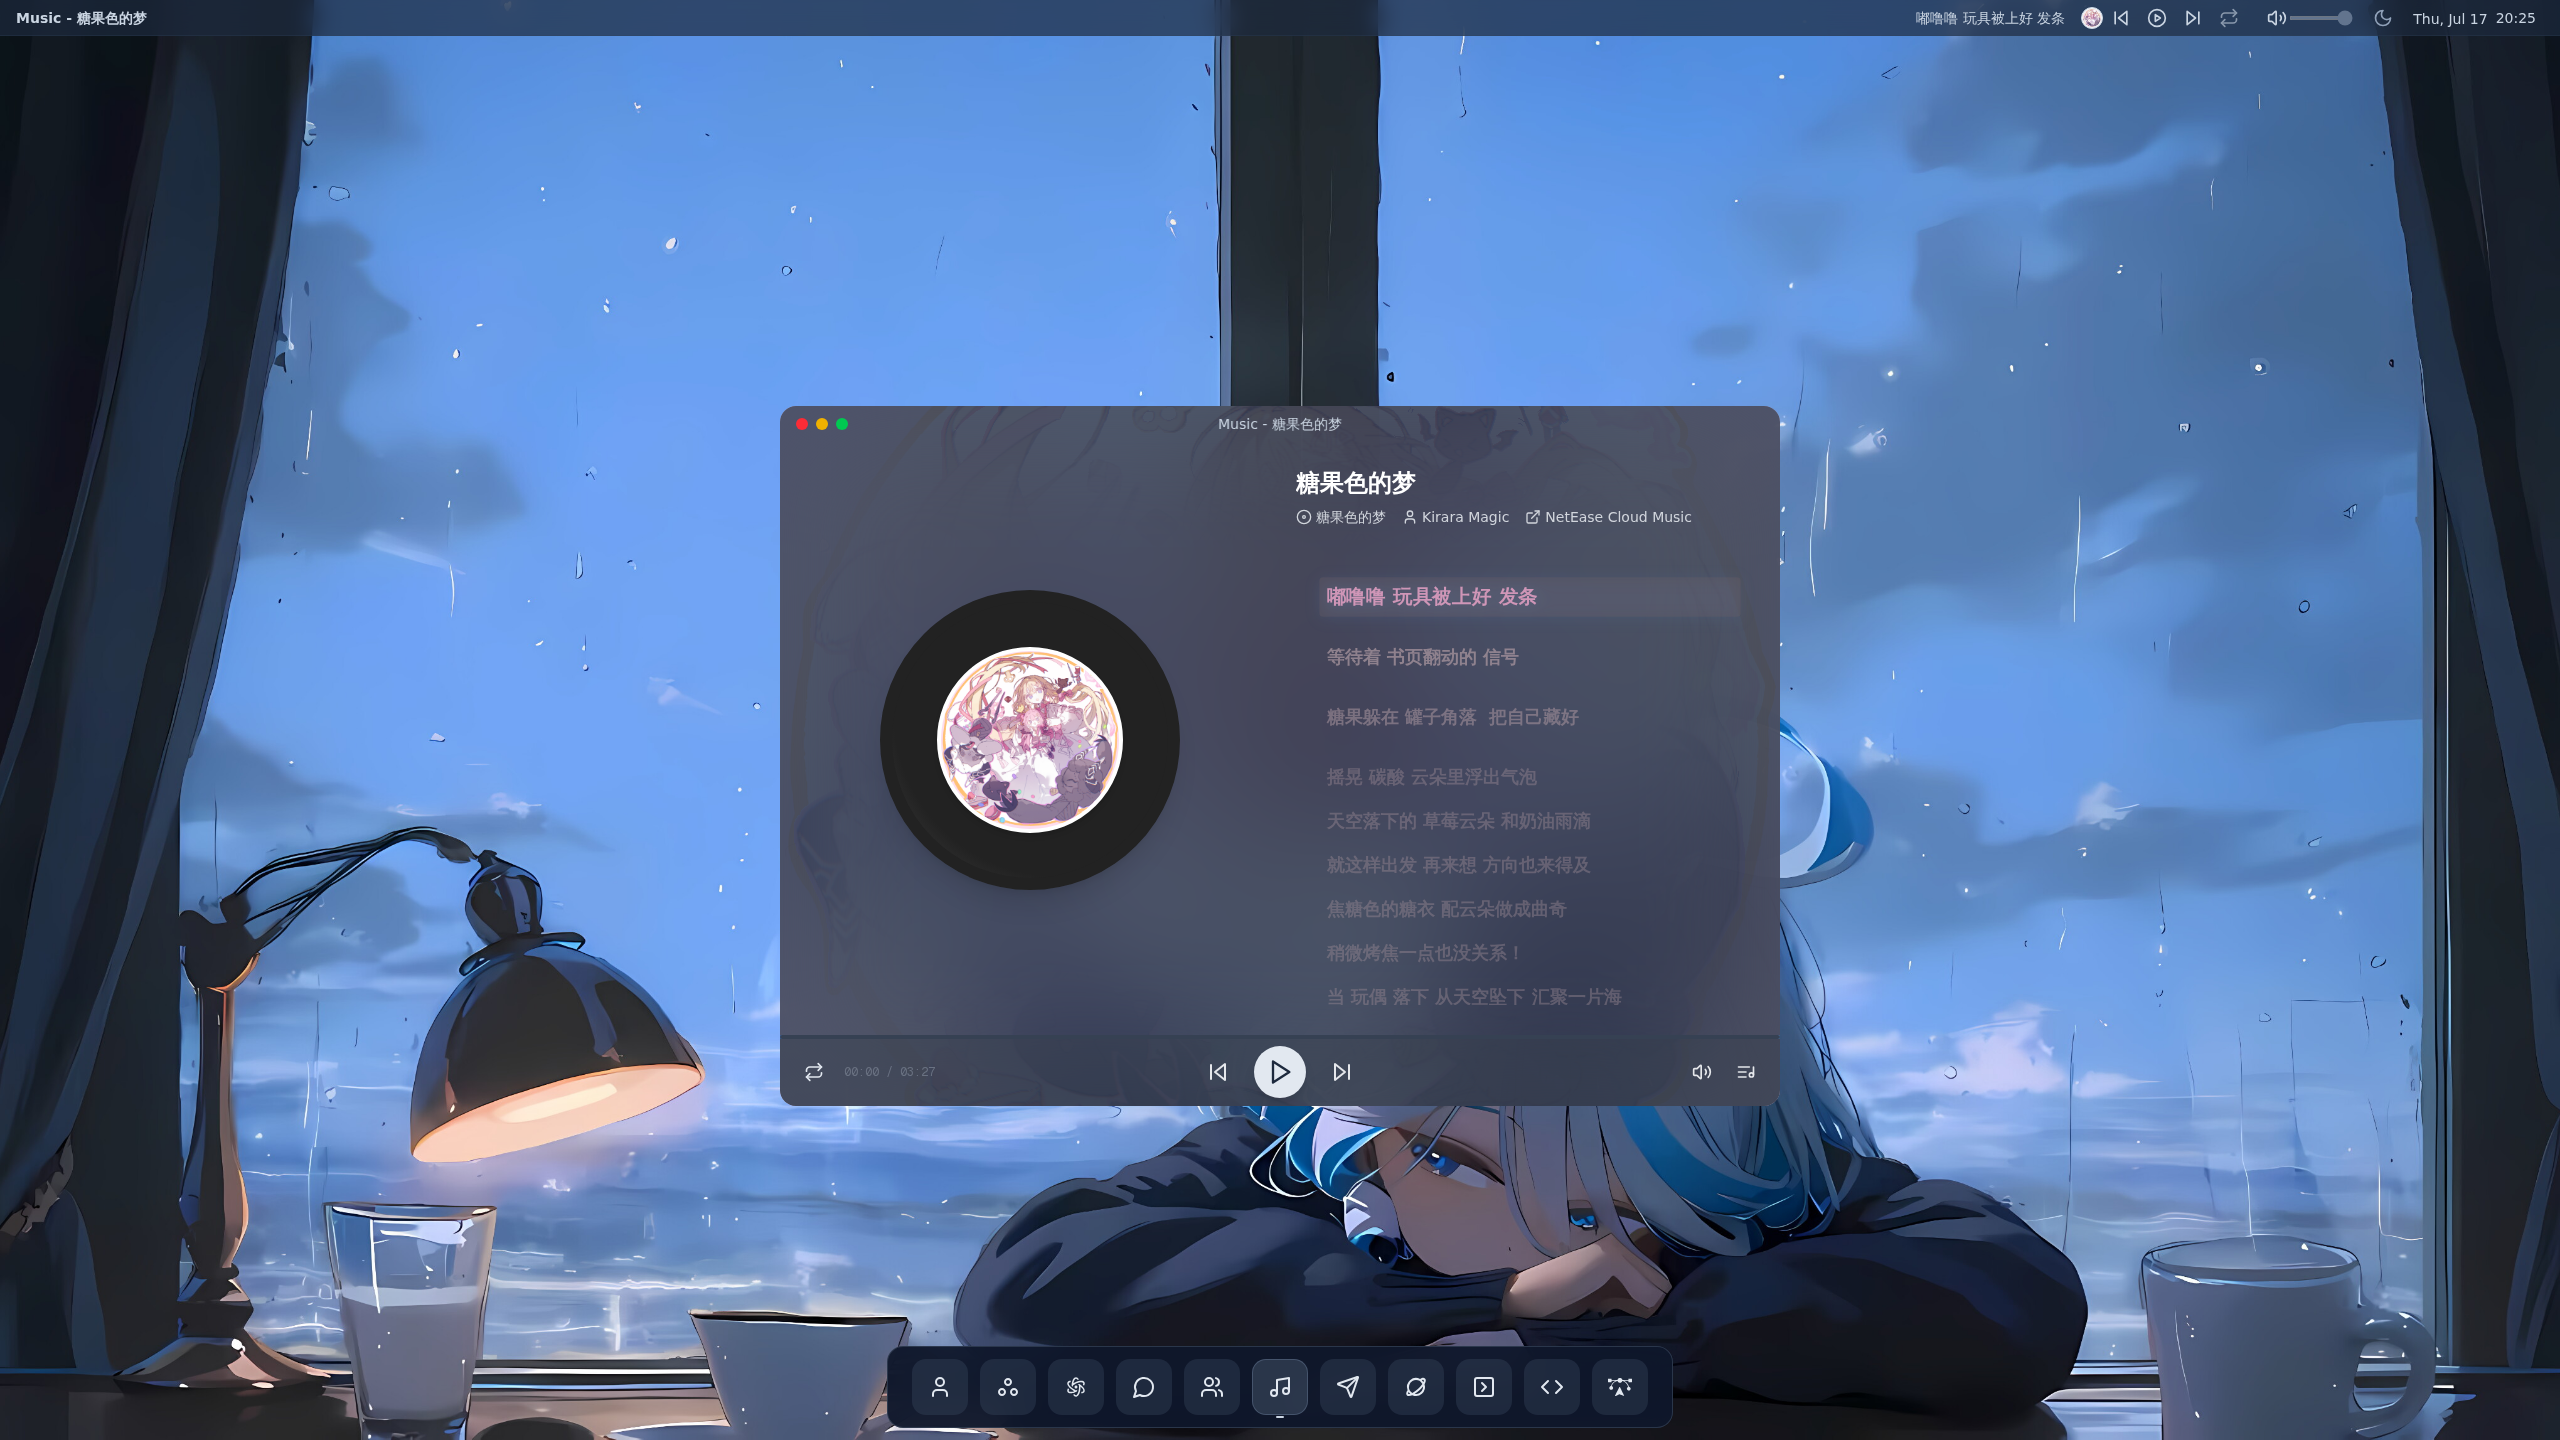 Music - 糖果色的梦
嘟噜噜 玩具被上好 发条
Thu, Jul 17 20:25
Music - 糖果色的梦
糖果色的梦
糖果色的梦 Kirara Magic NetEase Cloud Music
嘟噜噜 玩具被上好 发条
等待着 书页翻动的 信号
糖果躲在 罐子角落 把自己藏好
摇晃 碳酸 云朵里浮出气泡
天空落下的 草莓云朵 和奶油雨滴
就这样出发 再来想 方向也来得及
焦糖色的糖衣 配云朵做成曲奇
稍微烤焦一点也没关系！
当 玩偶 落下 从天空坠下 汇聚一片海
00:00 / 03:27